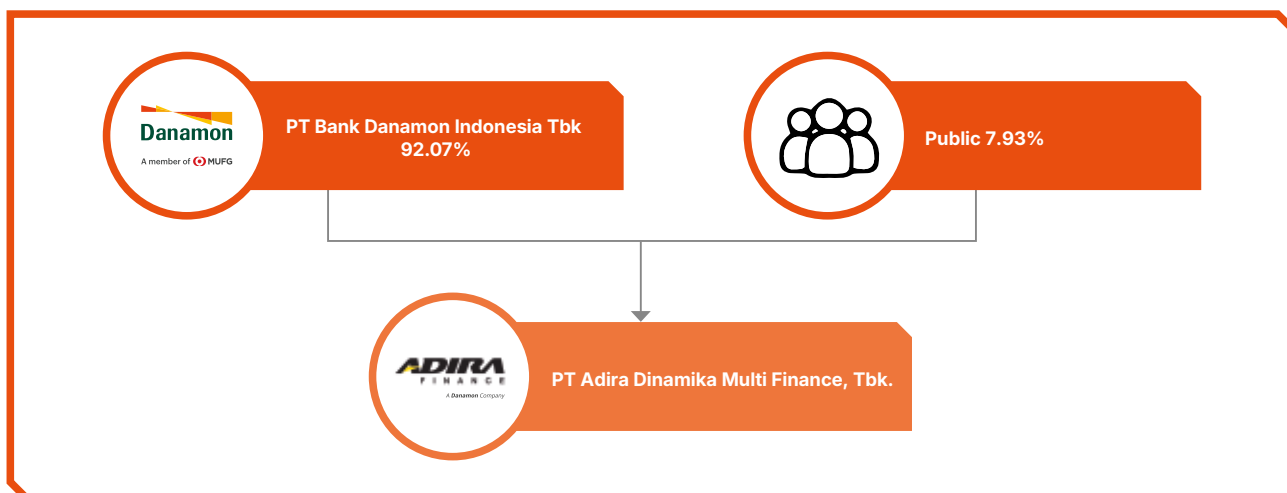 Danamon
A member of MUFG
PT Bank Danamon Indonesia Tbk
92.07%
Public 7.93%
ADIRA
FINANCE
A Danamon Company
PT Adira Dinamika Multi Finance, Tbk.